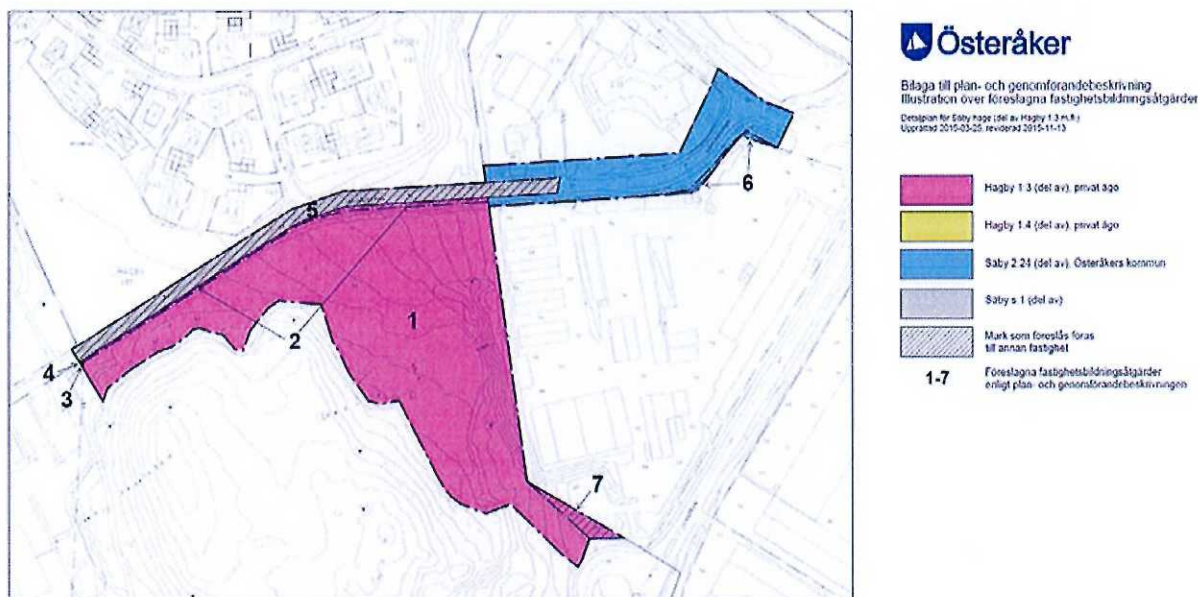 Österåker
Bilaga till plan- och genomförandebeskrivning
Illustration över föreslagna fastighetsbildningsåtgärder
Detaljplan för Säby hage (del av Hagby 1:3 m.fl.)
Upprättad 2015-03-25, reviderad 2015-11-13
Hagby 1:3 (del av), privat ägo
Hagby 1:4 (del av), privat ägo
Säby 2:24 (del av), Österåkers kommun
Säby s:1 (del av)
Mark som föreslås föras
till annan fastighet
1-7
Föreslagna fastighetsbildningsåtgärder
enligt plan- och genomförandebeskrivningen
5
6
1
2
4
3
7